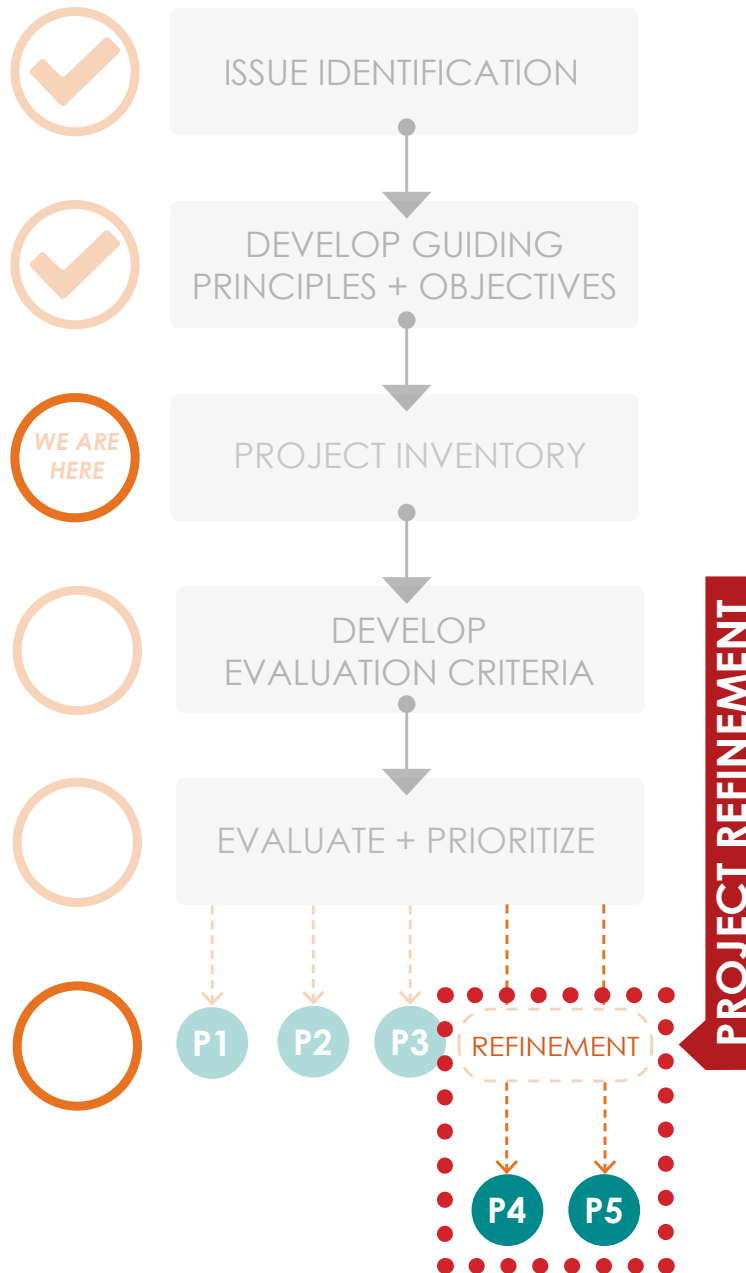 ISSUE IDENTIFICATION
DEVELOP GUIDING
PRINCIPLES + OBJECTIVES
WE ARE
HERE
PROJECT INVENTORY
DEVELOP
EVALUATION CRITERIA
EVALUATE + PRIORITIZE
PROJECT REFINEMENT
P1
P2
P3
REFINEMENT
P4
P5